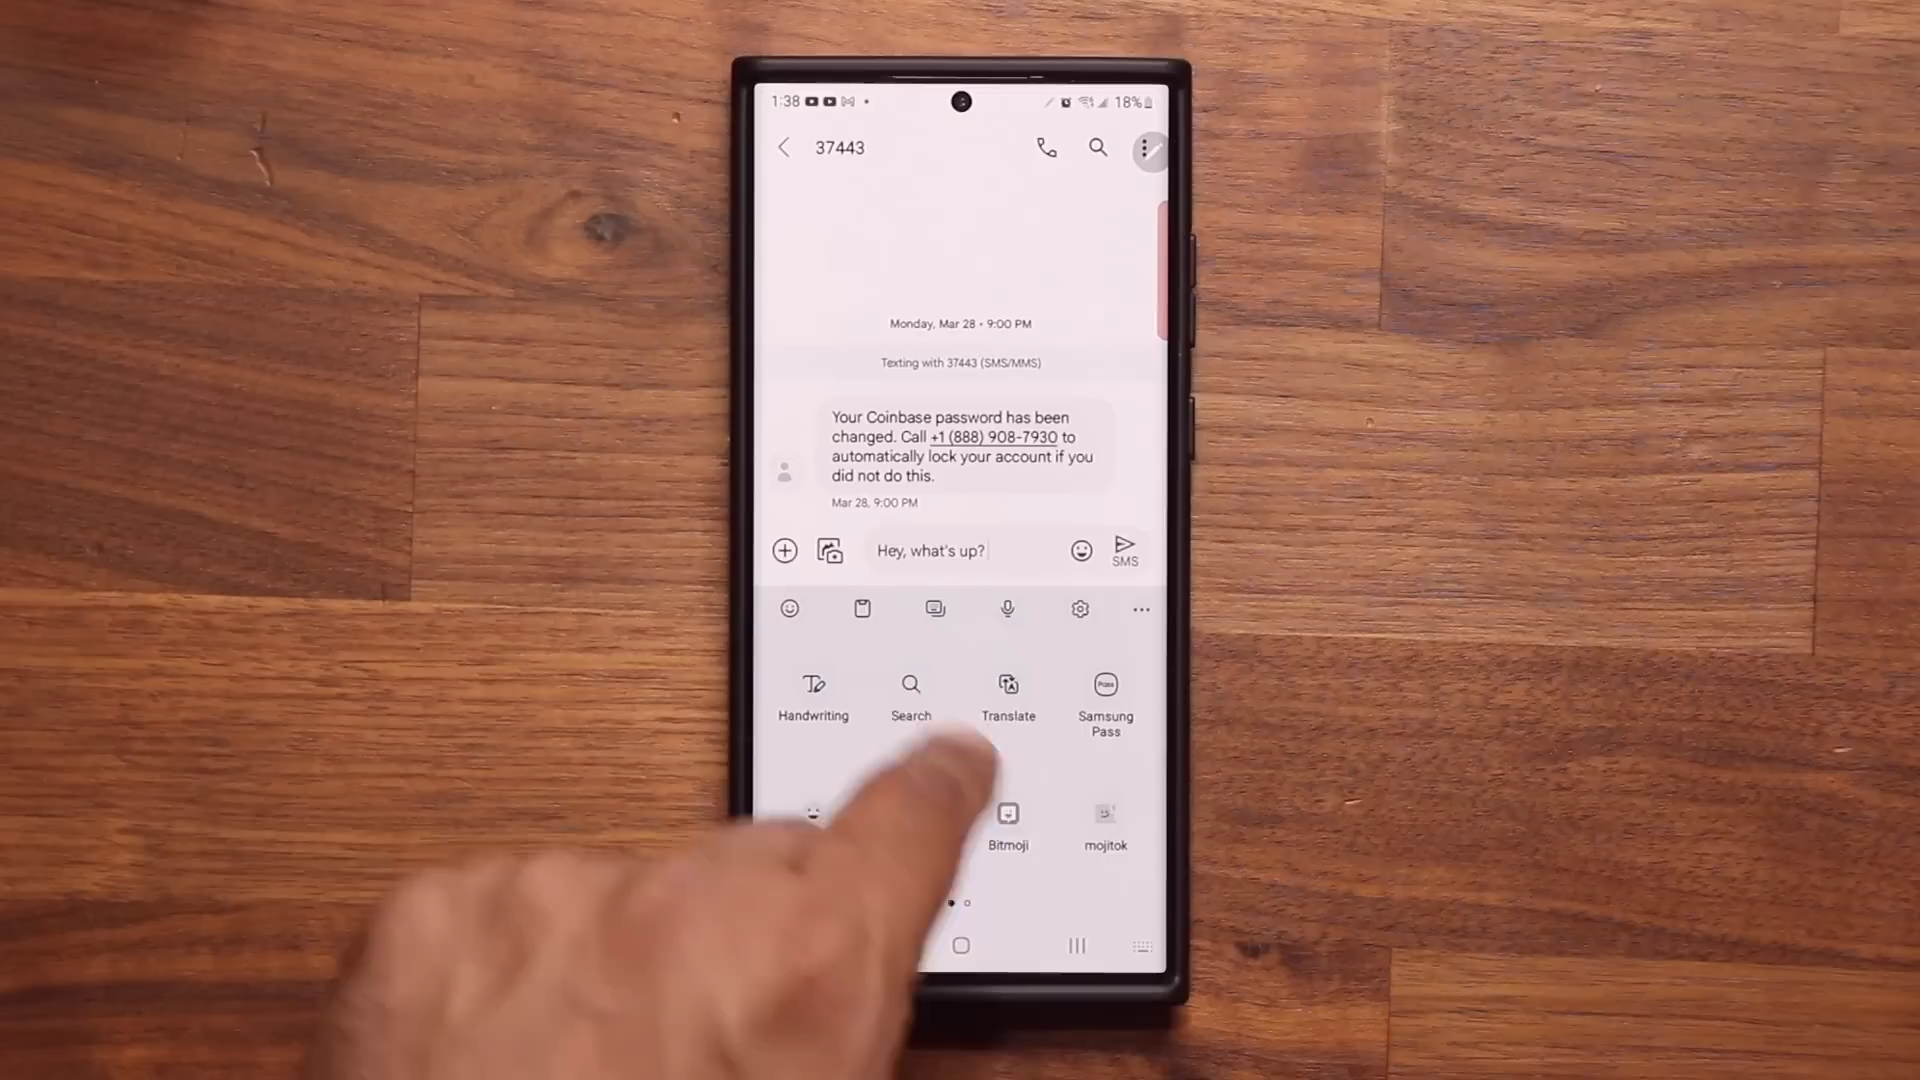 1:38
18%
37443
Monday, Mar 28 • 9:00 PM
Texting with 37443 (SMS/MMS)
Your Coinbase password has been
changed. Call +1 (888) 908-7930 to
automatically lock your account if you
did not do this.
Mar 28, 9:00 PM
Hey, what's up?
SMS
Handwriting
Search
Translate
Pass
Samsung
Pass
Bitmoji
mojitok